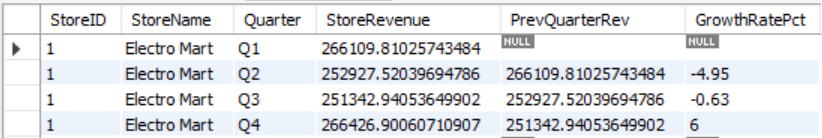 StoreID StoreName Quarter StoreRevenue PrevQuarterRev GrowthRatePct
1 Electro Mart Q1 266109.81025743484 NULL NULL
1 Electro Mart Q2 252927.52039694786 266109.81025743484 -4.95
1 Electro Mart Q3 251342.94053649902 252927.52039694786 -0.63
1 Electro Mart Q4 266426.90060710907 251342.94053649902 6